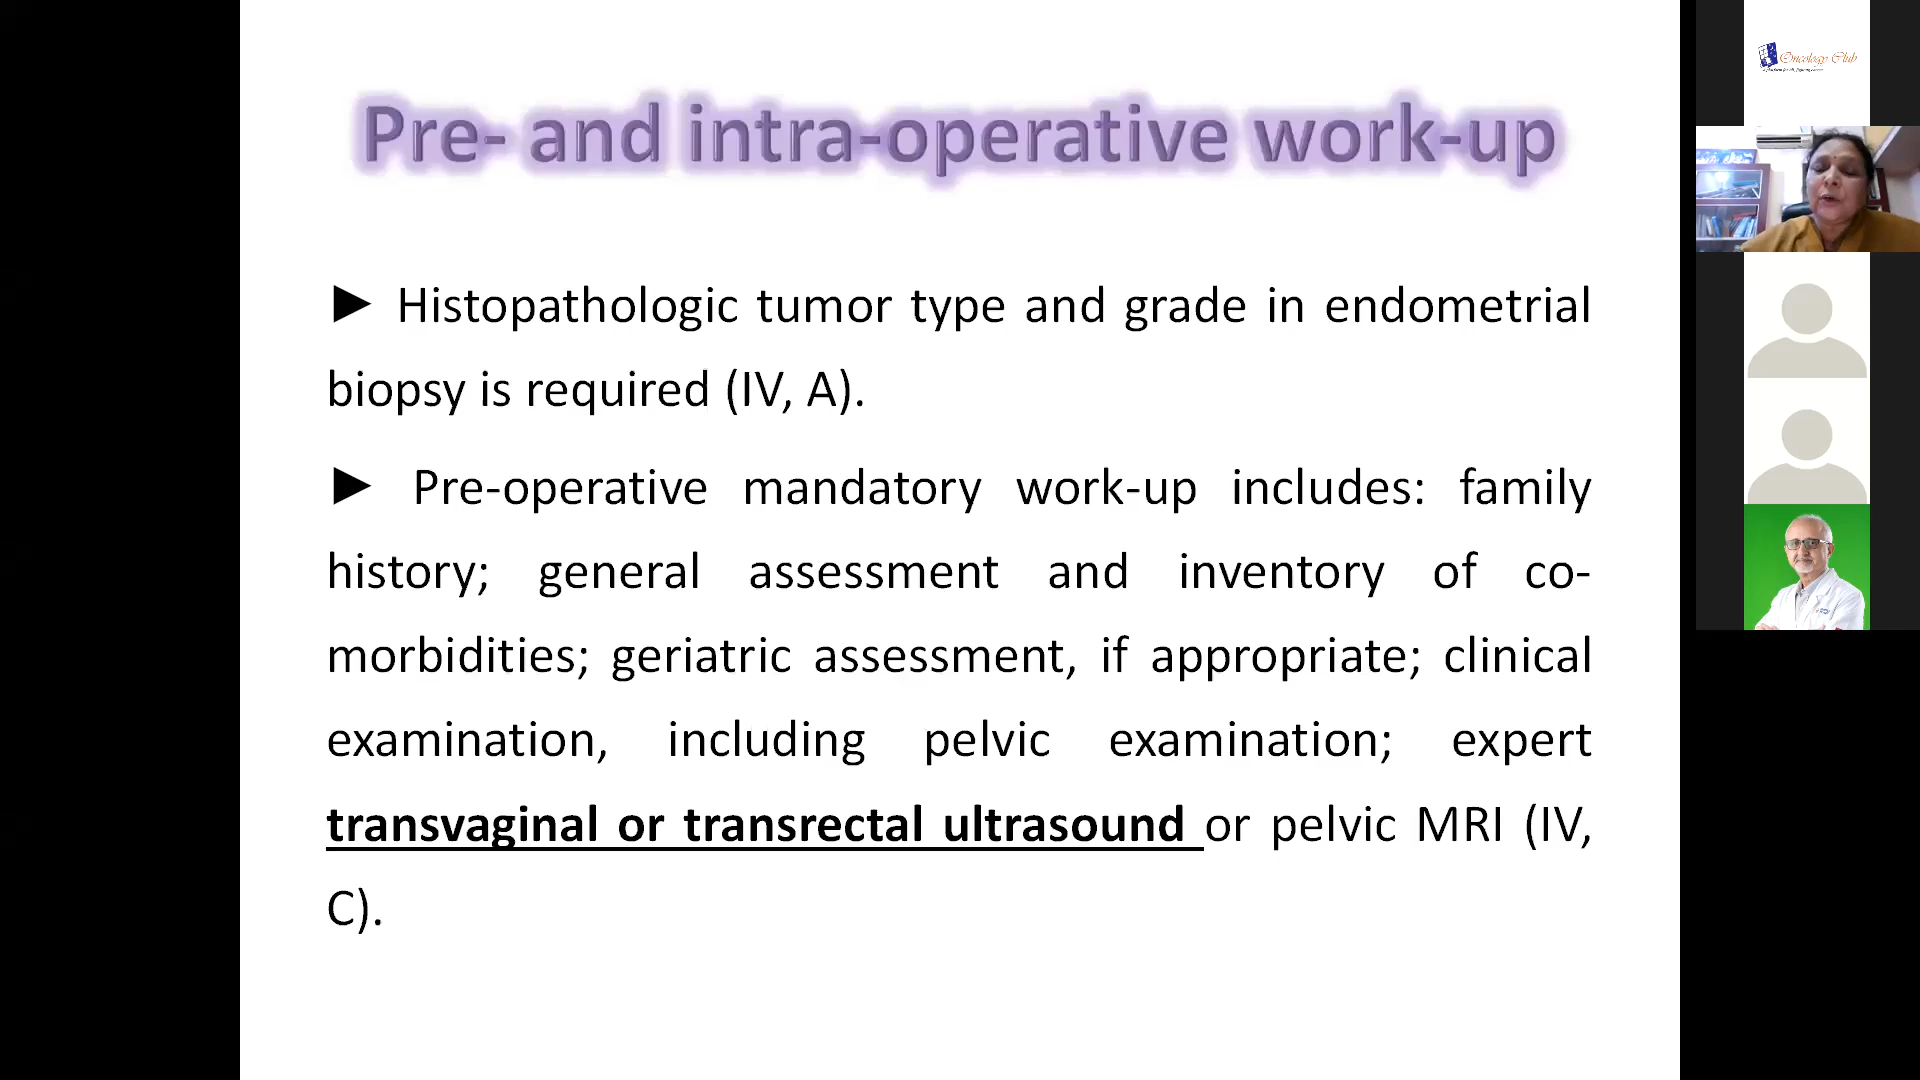 Pre- and intra-operative work-up
► Histopathologic tumor type and grade in endometrial
biopsy is required (IV, A).
► Pre-operative mandatory work-up includes: family
history; general assessment and inventory of co-
morbidities; geriatric assessment, if appropriate; clinical
examination, including pelvic examination; expert
transvaginal or transrectal ultrasound or pelvic MRI (IV,
C).
Oncology Club